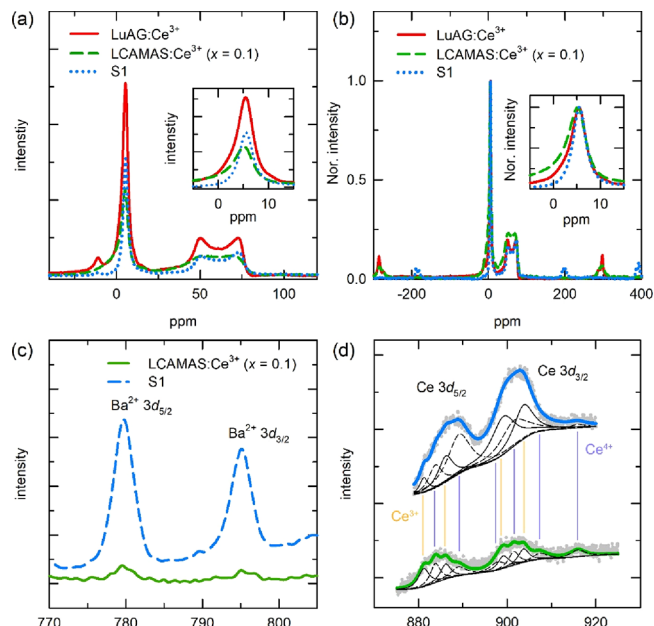 (a)
LuAG:Ce³⁺
LCAMAS:Ce³⁺ (x = 0.1)
S1
intenstiy
intensity
0 10
ppm
0 50 100
ppm
(b)
LuAG:Ce³⁺
LCAMAS:Ce³⁺ (x = 0.1)
S1
Nor. intensity
1.0
0.5
0.0
Nor. intensity
0 10
ppm
-200 0 200 400
ppm
(c)
LCAMAS:Ce³⁺ (x = 0.1)
S1
Ba²⁺ 3d₅/₂
Ba²⁺ 3d₃/₂
intensity
770 780 790 800
(d)
Ce 3d₅/₂
Ce 3d₃/₂
Ce⁴⁺
Ce³⁺
intensity
880 900 920